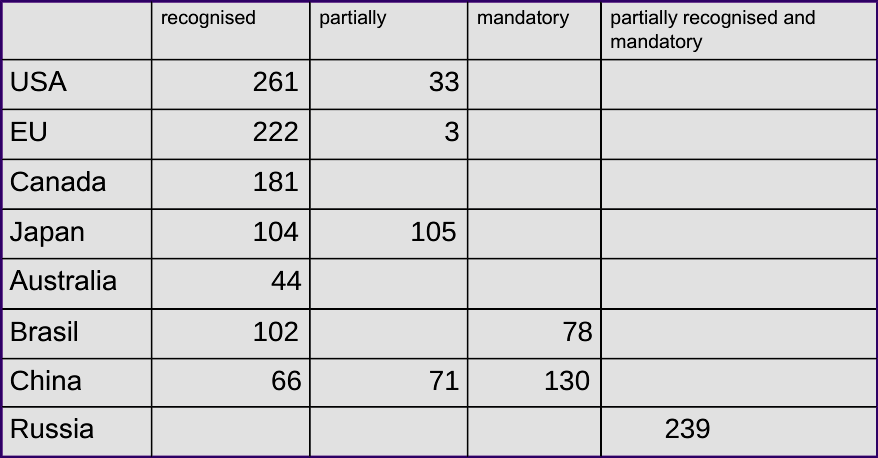 recognised partially mandatory partially recognised and
mandatory
USA 261 33
EU 222 3
Canada 181
Japan 104 105
Australia 44
Brasil 102 78
China 66 71 130
Russia 239